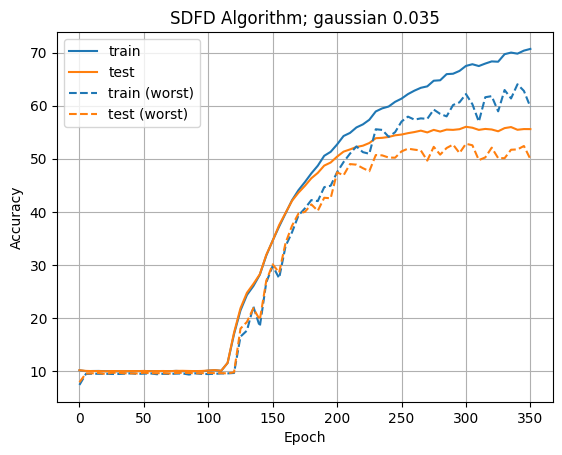 SDFD Algorithm; gaussian 0.035
train
test
train (worst)
test (worst)
Accuracy
70
60
50
40
30
20
10
0
50
100
150
200
250
300
350
Epoch